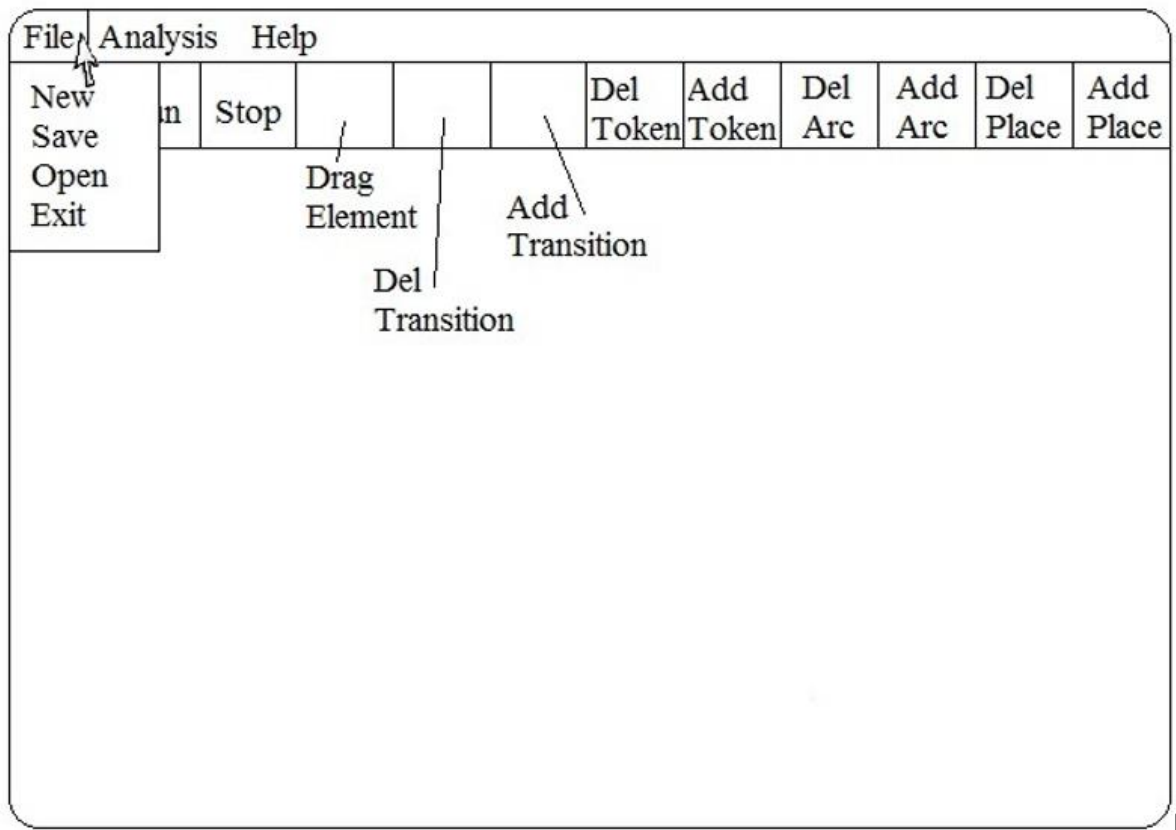 File Analysis Help
New
Save
Open
Exit
un Stop
Del
Token
Add
Token
Del
Arc
Add
Arc
Del
Place
Add
Place
Drag
Element
Add
Transition
Del
Transition